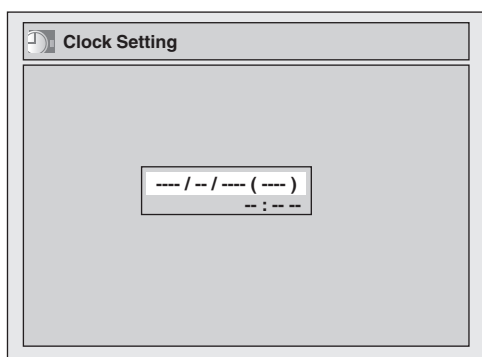 Clock Setting
---- / -- / ---- ( ---- )
-- : -- --